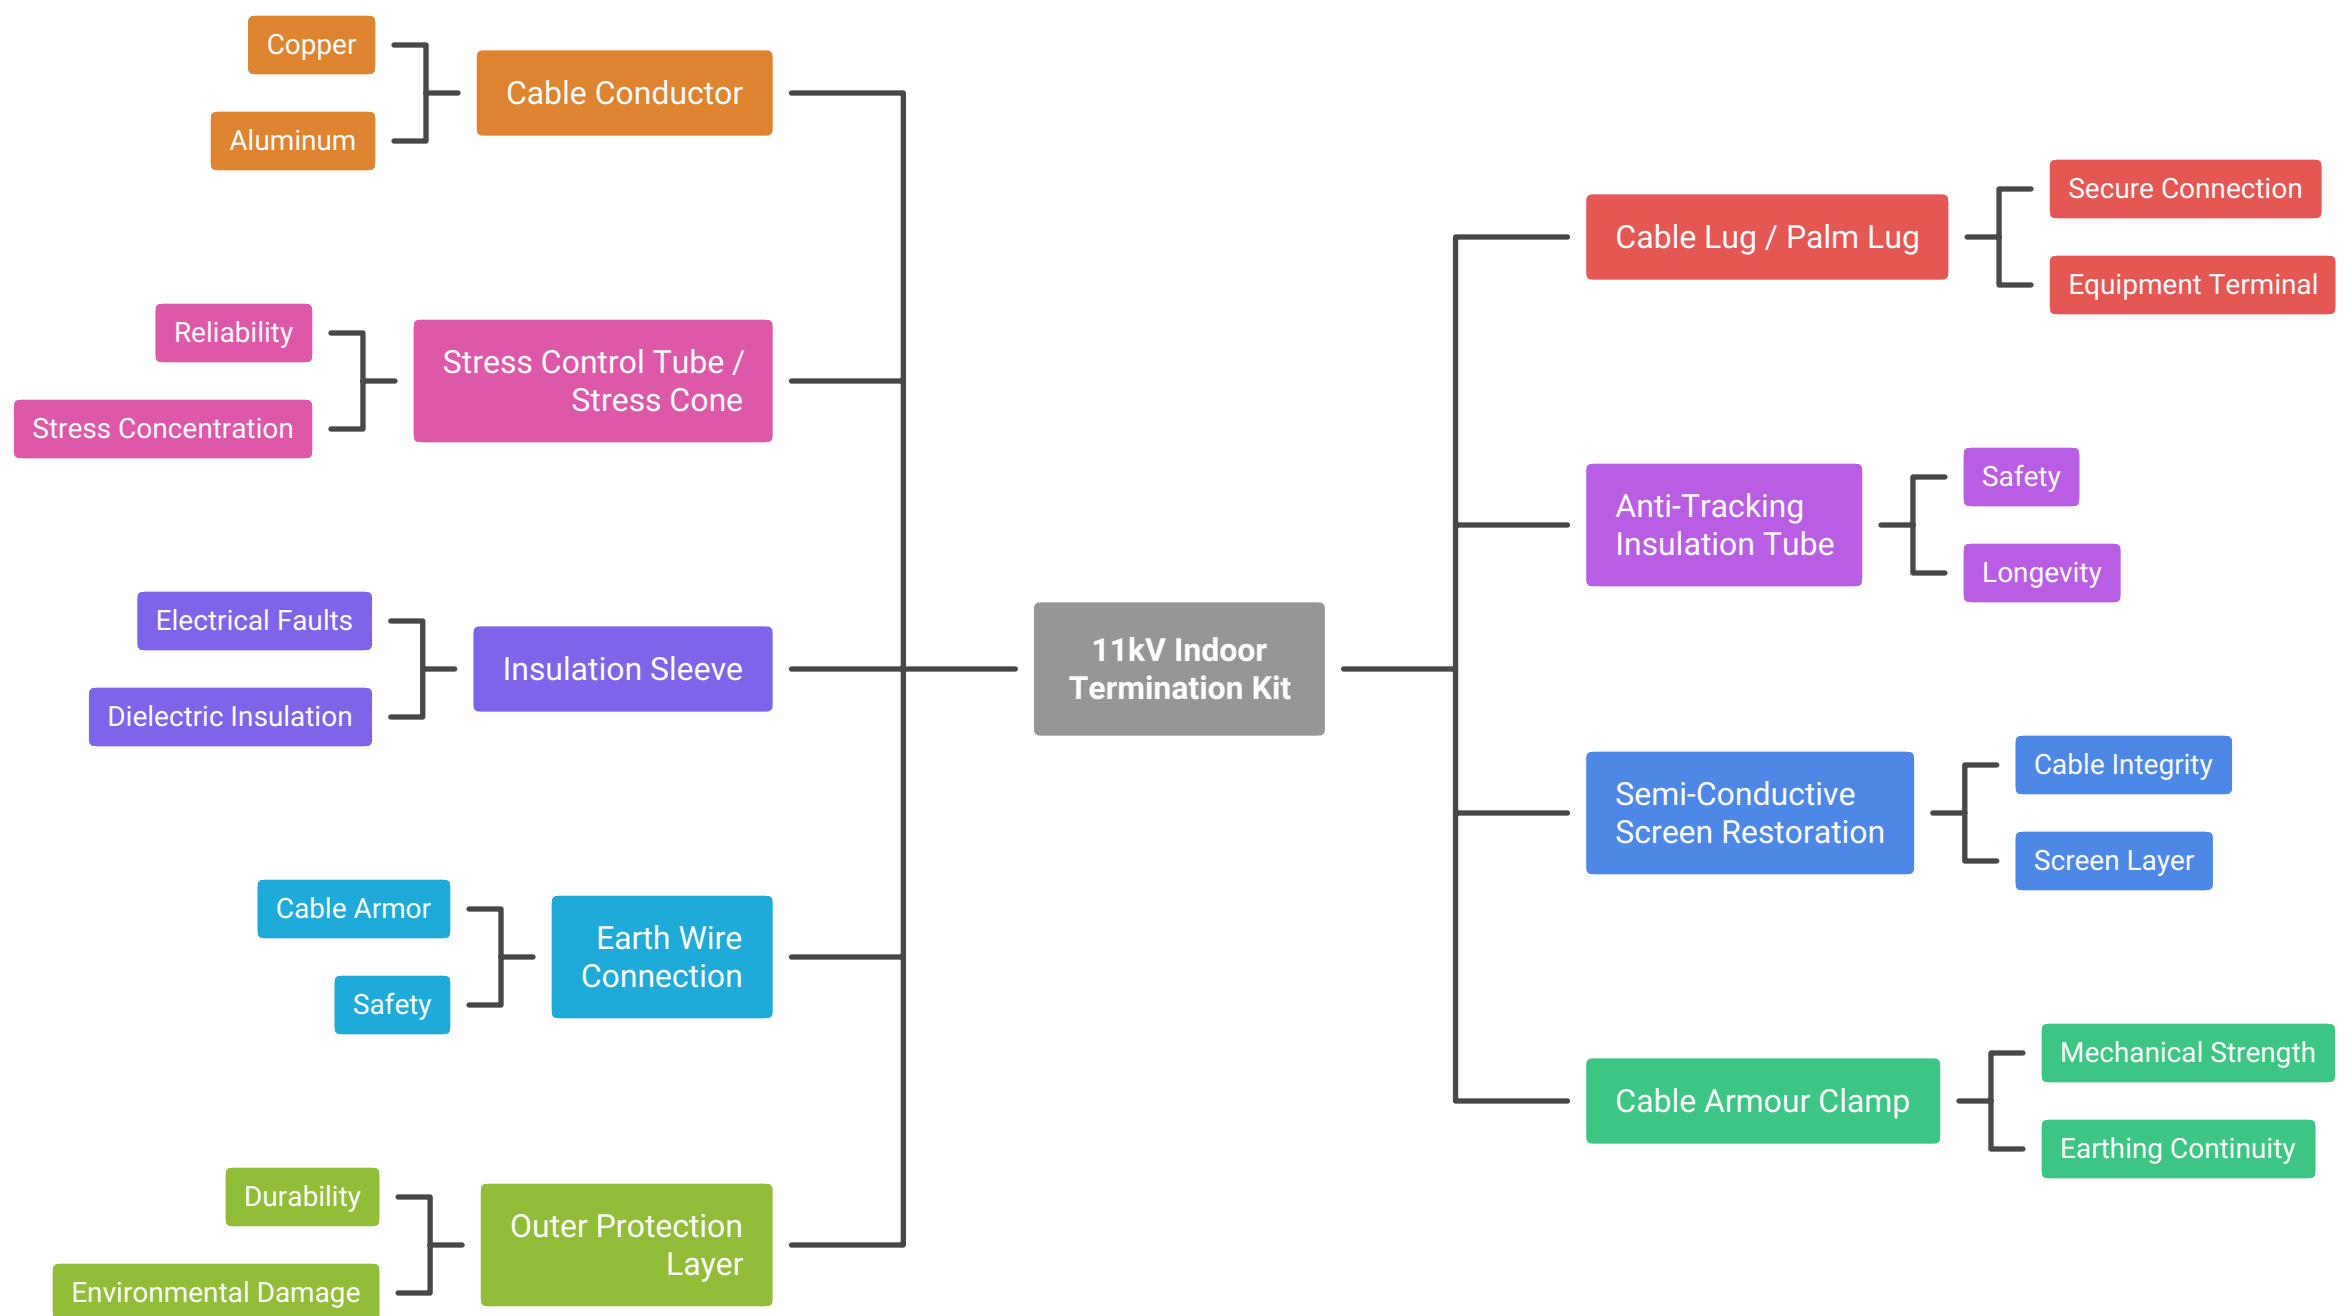 Copper
Cable Conductor
Aluminum
Reliability
Stress Control Tube /
Stress Cone
Stress Concentration
Electrical Faults
Insulation Sleeve
Dielectric Insulation
Cable Armor
Earth Wire
Connection
Safety
Durability
Outer Protection
Layer
Environmental Damage
11kV Indoor
Termination Kit
Secure Connection
Cable Lug / Palm Lug
Equipment Terminal
Safety
Anti-Tracking
Insulation Tube
Longevity
Cable Integrity
Semi-Conductive
Screen Restoration
Screen Layer
Mechanical Strength
Cable Armour Clamp
Earthing Continuity